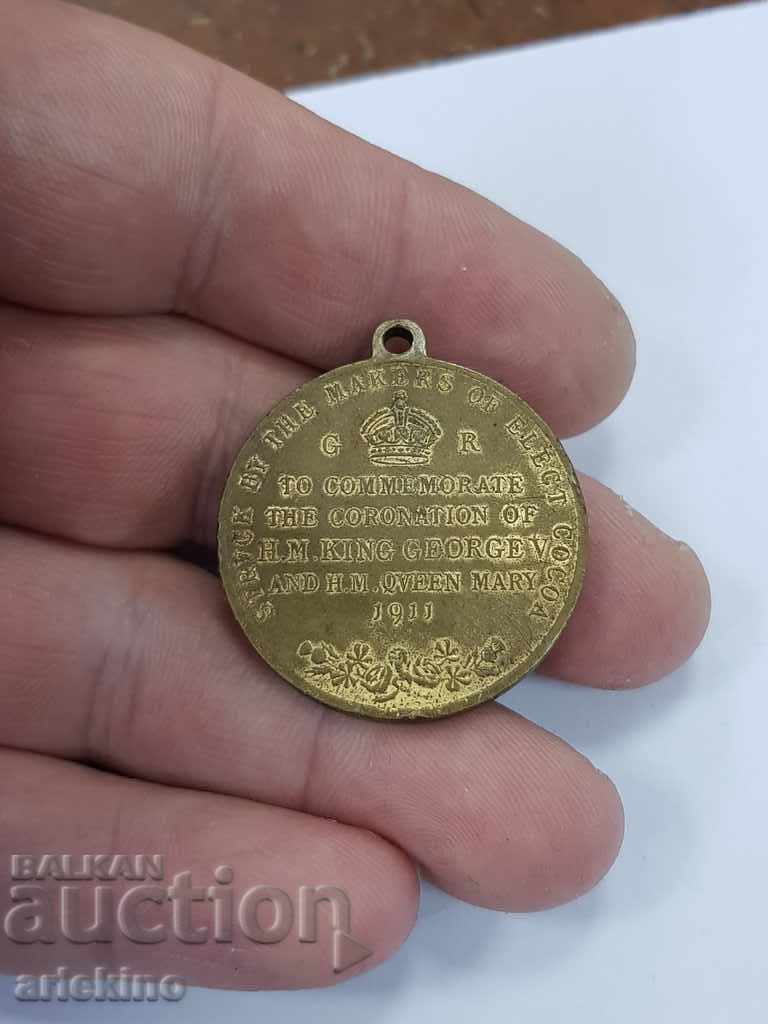 STRVCK BY THE MAKERS OF ELECT COCOA
G R
TO COMMEMORATE
THE CORONATION OF
H.M. KING GEORGE V
AND H.M. QVEEN MARY
1911
BALKAN
auction
artekino